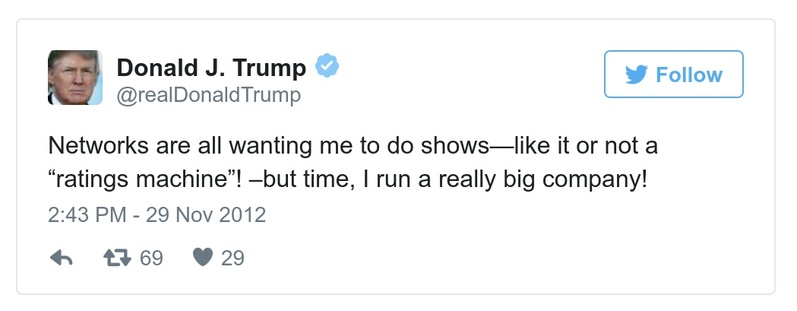 Donald J. Trump
@realDonaldTrump
Follow
Networks are all wanting me to do shows—like it or not a
“ratings machine”! –but time, I run a really big company!
2:43 PM - 29 Nov 2012
69 29